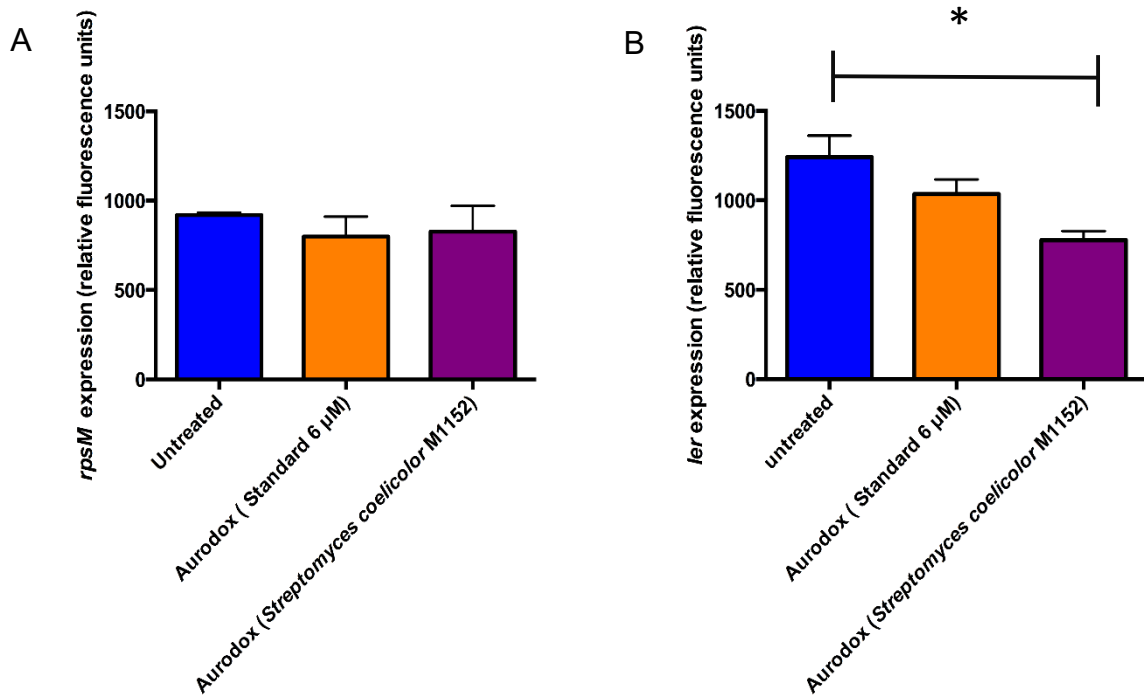 A
rpsM expression (relative fluorescence units)
1500
1000
500
0
Untreated
Aurodox ( Standard 6 µM)
Aurodox (Streptomyces coelicolor M1152)
B
*
ler expression (relative fluorescence units)
1500
1000
500
0
untreated
Aurodox ( Standard 6 µM)
Aurodox (Streptomyces coelicolor M1152)